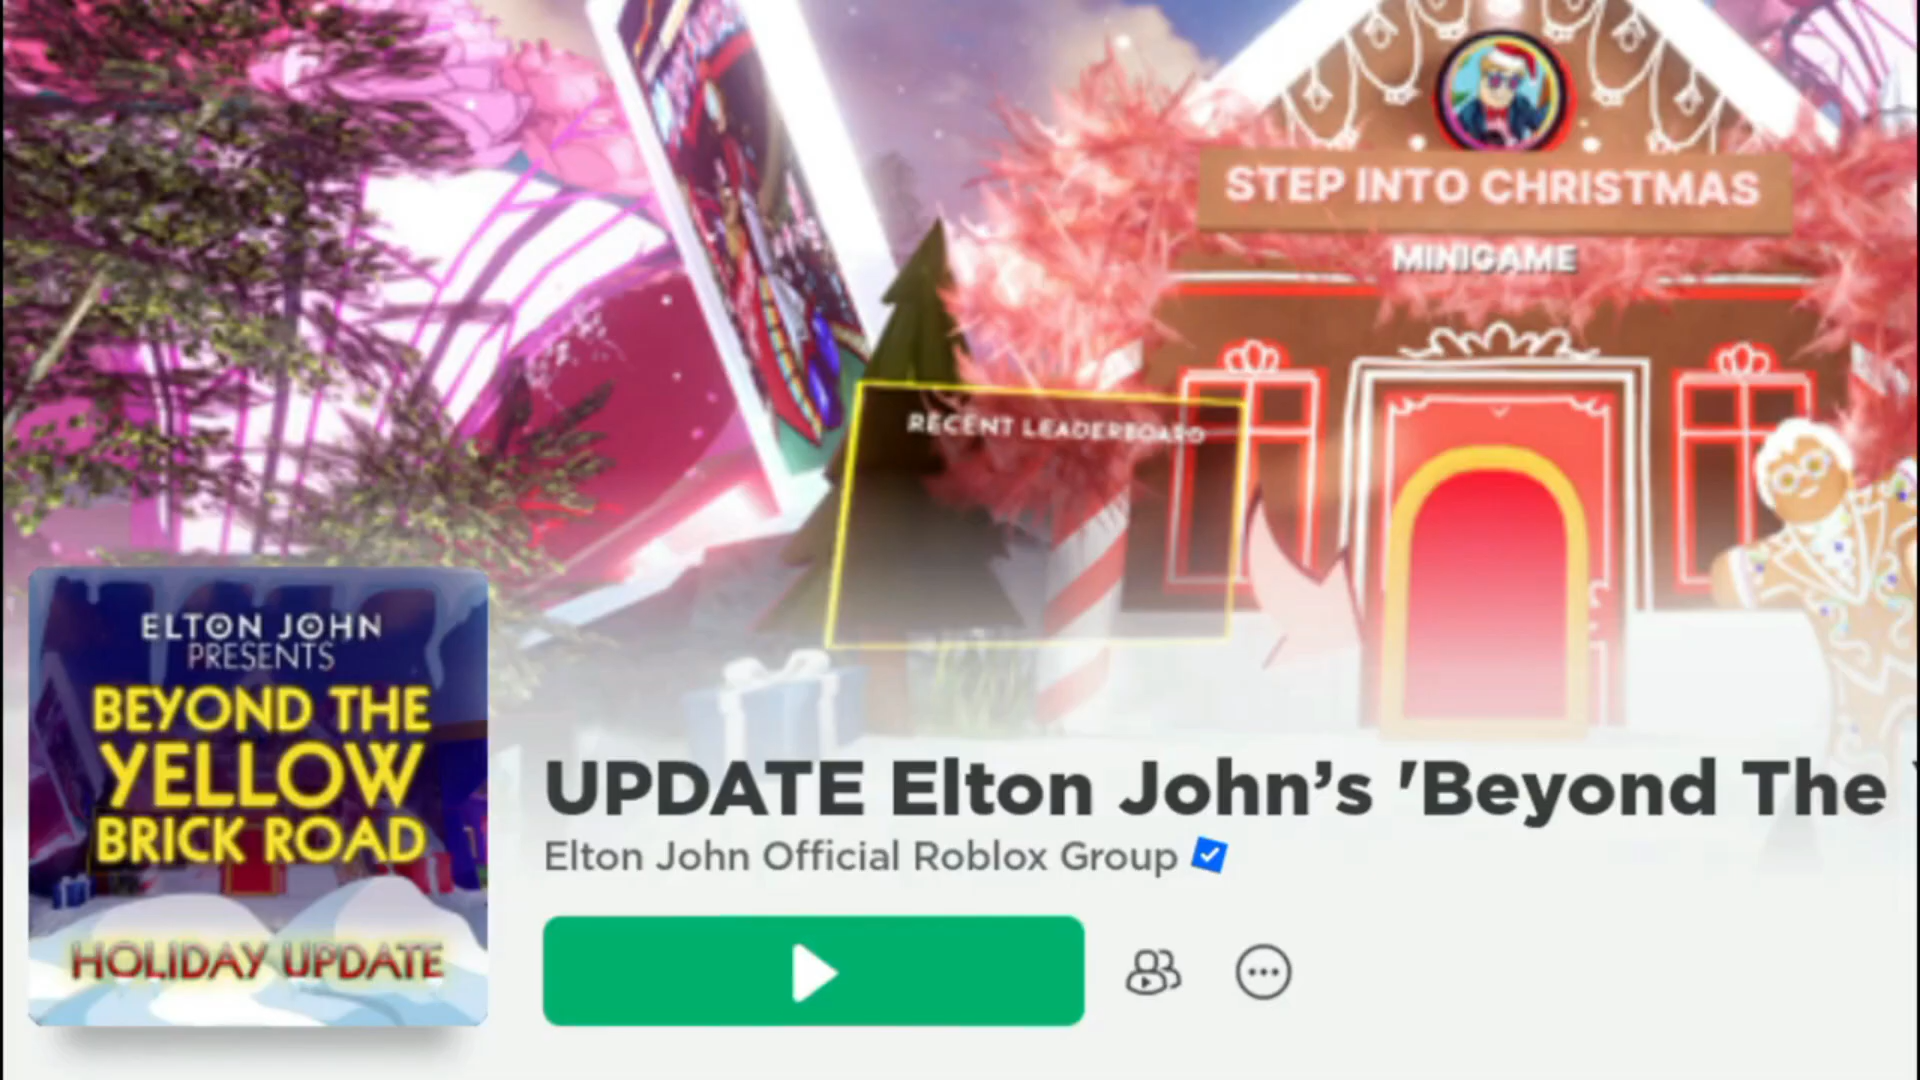 STEP INTO CHRISTMAS
MINIGAME
RECENT LEADERBOARD
ELTON JOHN
PRESENTS
BEYOND THE
YELLOW
BRICK ROAD
HOLIDAY UPDATE
UPDATE Elton John’s 'Beyond The
Elton John Official Roblox Group